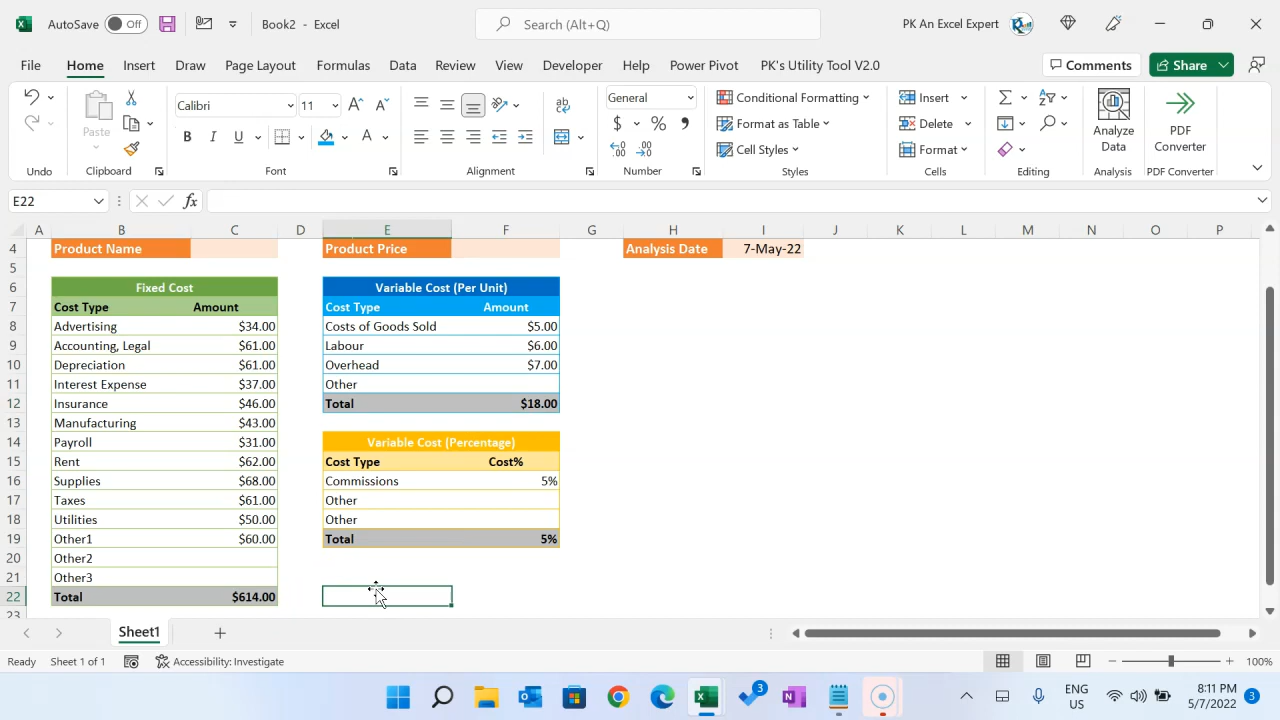 AutoSave Off Book2 - Excel Search (Alt+Q) PK An Excel Expert
File Home Insert Draw Page Layout Formulas Data Review View Developer Help Power Pivot PK's Utility Tool V2.0 Comments Share
Calibri 11 General Conditional Formatting Insert
Paste B I U A $ % Format as Table Delete Analyze Data PDF Converter
Cell Styles Format
Undo Clipboard Font Alignment Number Styles Cells Editing Analysis PDF Converter
E22 fx
A B C D E F G H I J K L M N O P
4 Product Name Product Price Analysis Date 7-May-22
5
6 Fixed Cost Variable Cost (Per Unit)
7 Cost Type Amount Cost Type Amount
8 Advertising $34.00 Costs of Goods Sold $5.00
9 Accounting, Legal $61.00 Labour $6.00
10 Depreciation $61.00 Overhead $7.00
11 Interest Expense $37.00 Other
12 Insurance $46.00 Total $18.00
13 Manufacturing $43.00
14 Payroll $31.00 Variable Cost (Percentage)
15 Rent $62.00 Cost Type Cost%
16 Supplies $68.00 Commissions 5%
17 Taxes $61.00 Other
18 Utilities $50.00 Other
19 Other1 $60.00 Total 5%
20 Other2
21 Other3
22 Total $614.00
23
Sheet1
Ready Sheet 1 of 1 Accessibility: Investigate 100%
3 ENG US 8:11 PM 5/7/2022 3